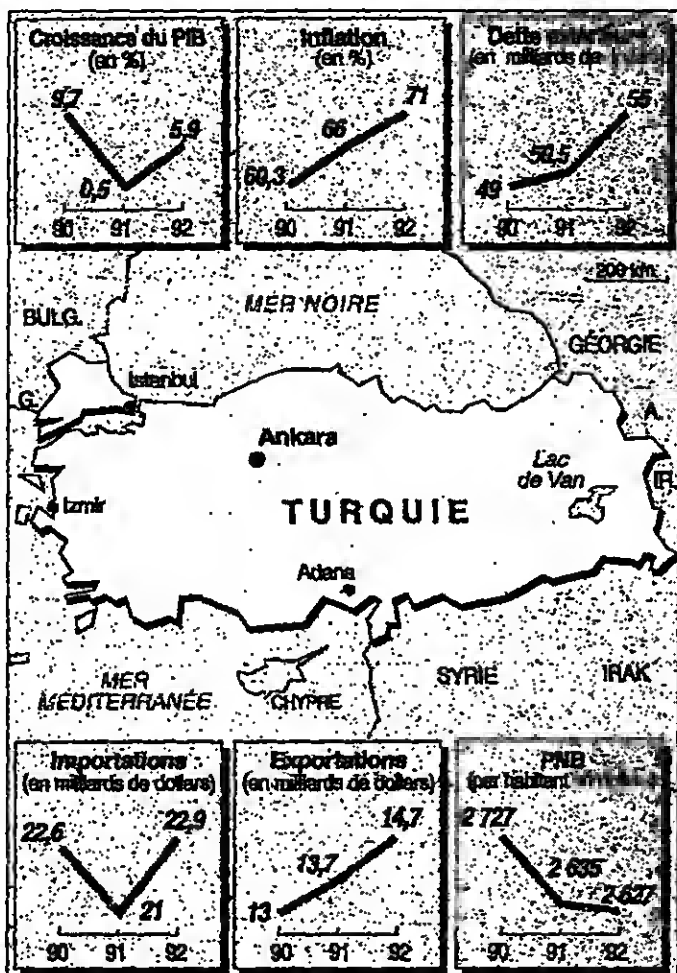 Croissance du PIB
(en %)
9,7
0,5
5,9
90 91 92
Inflation
(en %)
60,3
66
71
90 91 92
Dette
(en milliards de
49
50,5
55
90 91 92
200 km
BULG.
MER NOIRE
GÉORGIE
G.
Istanbul
A.
Ankara
Lac
de Van
IR.
Izmir
TURQUIE
Adana
MER
MÉDITERRANÉE
CHYPRE
SYRIE
IRAK
Importations
(en milliards de dollars)
22,6
21
22,9
90 91 92
Exportations
(en milliards de dollars)
13
13,7
14,7
90 91 92
PNB
(par habitant
2 727
2 635
2 627
90 91 92